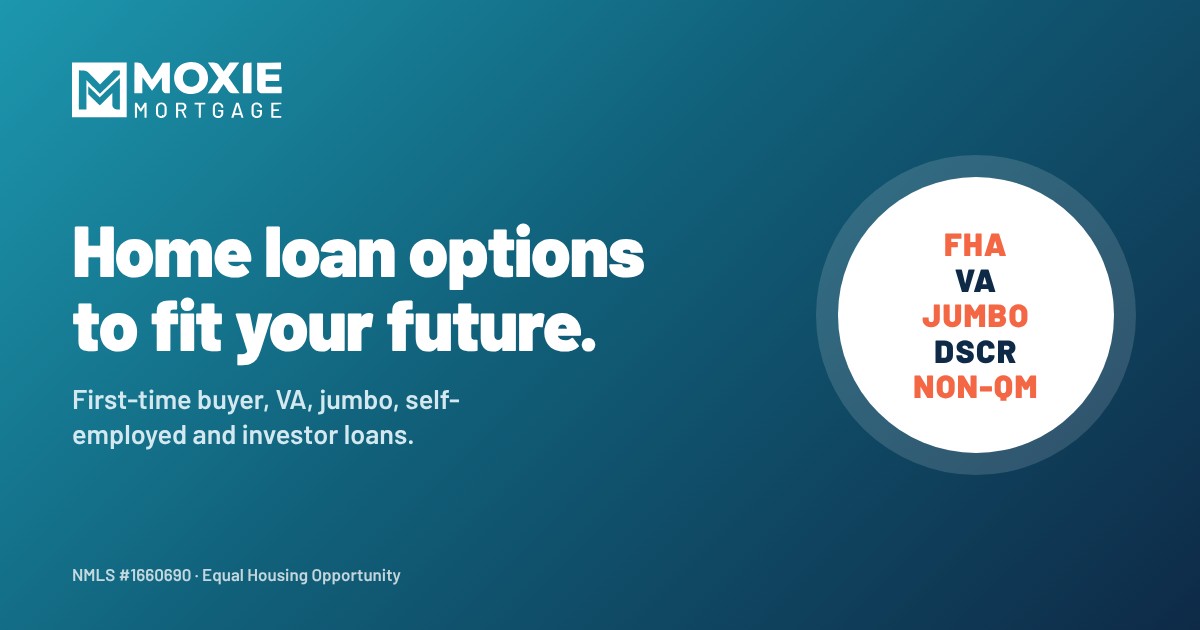 MOXIE
MORTGAGE
Home loan options
to fit your future.
First-time buyer, VA, jumbo, self-
employed and investor loans.
FHA
VA
JUMBO
DSCR
NON-QM
NMLS #1660690 · Equal Housing Opportunity